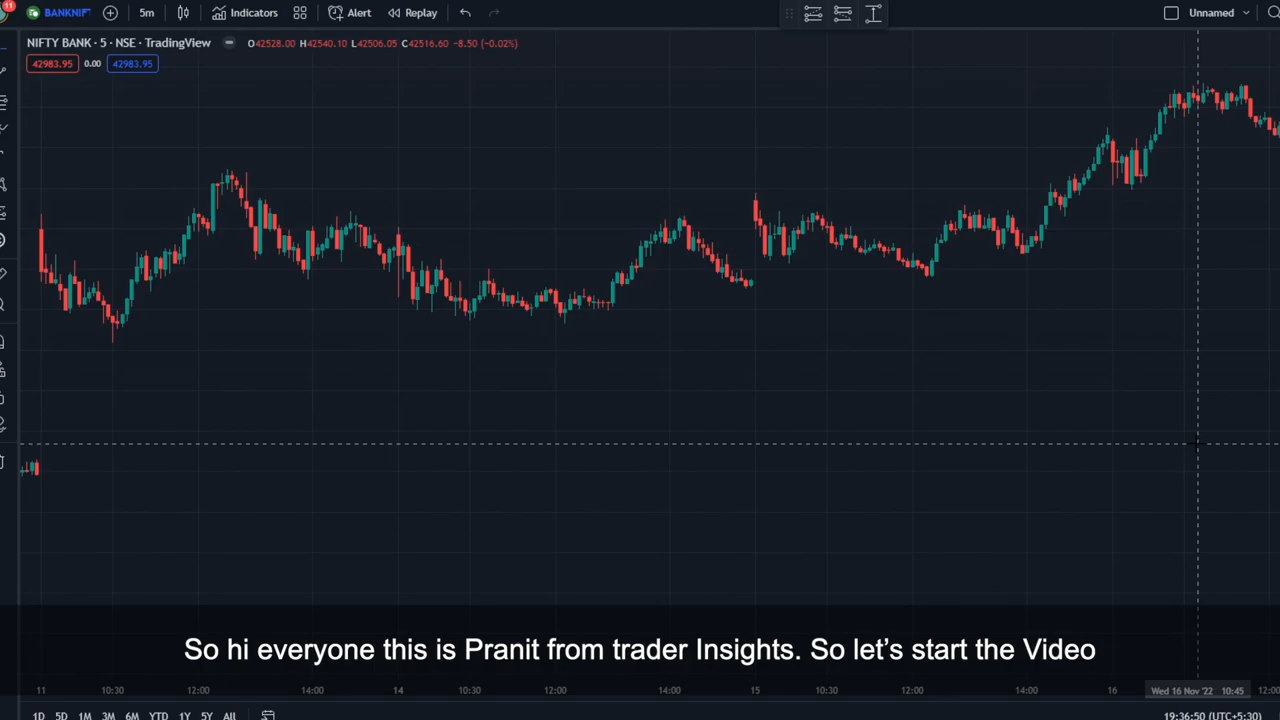 11
BANKNIFT
5m
Indicators
Alert
Replay
Unnamed
NIFTY BANK · 5 · NSE · TradingView
O42528.00 H42540.10 L42506.05 C42516.60 -8.50 (-0.02%)
42983.95 0.00 42983.95
So hi everyone this is Pranit from trader Insights. So let's start the Video
11 10:30 12:00 14:00 14 10:30 12:00 14:00 15 10:30 12:00 14:00 16 Wed 16 Nov '22 10:45 12:00
1D 5D 1M 3M 6M YTD 1Y 5Y All 19:36:50 (UTC+5:30)